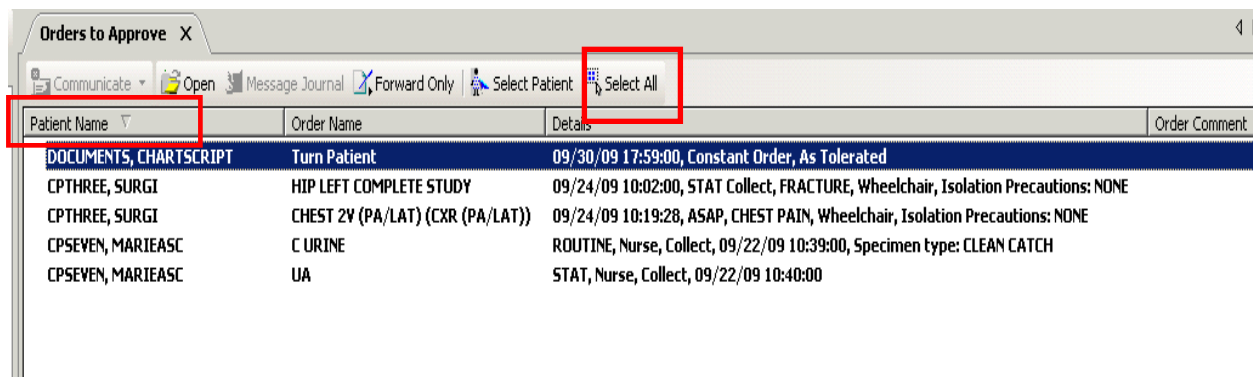 Orders to Approve X
Communicate Open Message Journal Forward Only Select Patient Select All
Patient Name Order Name Details Order Comment
DOCUMENTS, CHARTSCRIPT Turn Patient 09/30/09 17:59:00, Constant Order, As Tolerated
CPTHREE, SURGI HIP LEFT COMPLETE STUDY 09/24/09 10:02:00, STAT Collect, FRACTURE, Wheelchair, Isolation Precautions: NONE
CPTHREE, SURGI CHEST 2V (PA/LAT) (CXR (PA/LAT)) 09/24/09 10:19:28, ASAP, CHEST PAIN, Wheelchair, Isolation Precautions: NONE
CPSEVEN, MARIEASC C URINE ROUTINE, Nurse, Collect, 09/22/09 10:39:00, Specimen type: CLEAN CATCH
CPSEVEN, MARIEASC UA STAT, Nurse, Collect, 09/22/09 10:40:00